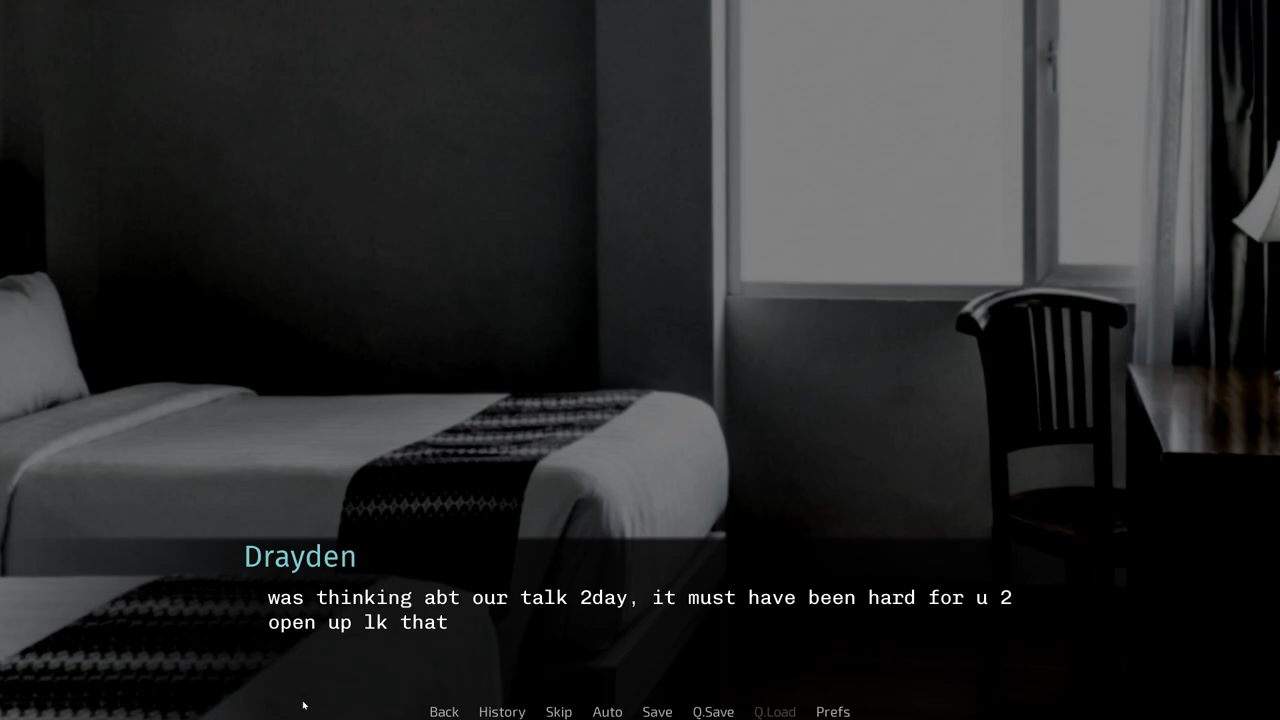 Drayden
was thinking abt our talk 2day, it must have been hard for u 2
open up lk that
Back History Skip Auto Save Q.Save Q.Load Prefs